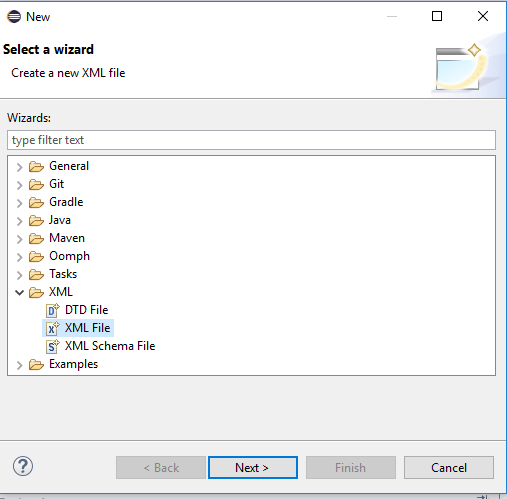 New
Select a wizard
Create a new XML file
Wizards:
type filter text
General
Git
Gradle
Java
Maven
Oomph
Tasks
XML
DTD File
XML File
XML Schema File
Examples
? < Back Next > Finish Cancel